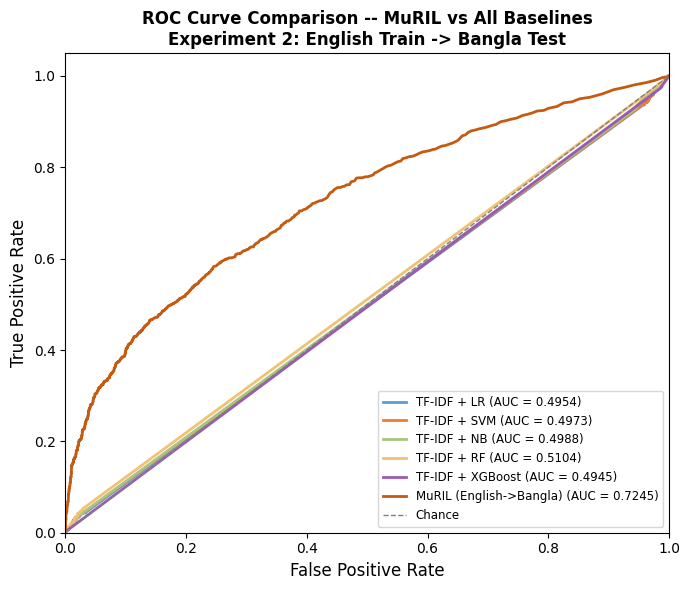 ROC Curve Comparison -- MuRIL vs All Baselines
Experiment 2: English Train -> Bangla Test
True Positive Rate
1.0
0.8
0.6
0.4
0.2
0.0
TF-IDF + LR (AUC = 0.4954)
TF-IDF + SVM (AUC = 0.4973)
TF-IDF + NB (AUC = 0.4988)
TF-IDF + RF (AUC = 0.5104)
TF-IDF + XGBoost (AUC = 0.4945)
MuRIL (English->Bangla) (AUC = 0.7245)
Chance
0.0 0.2 0.4 0.6 0.8 1.0
False Positive Rate